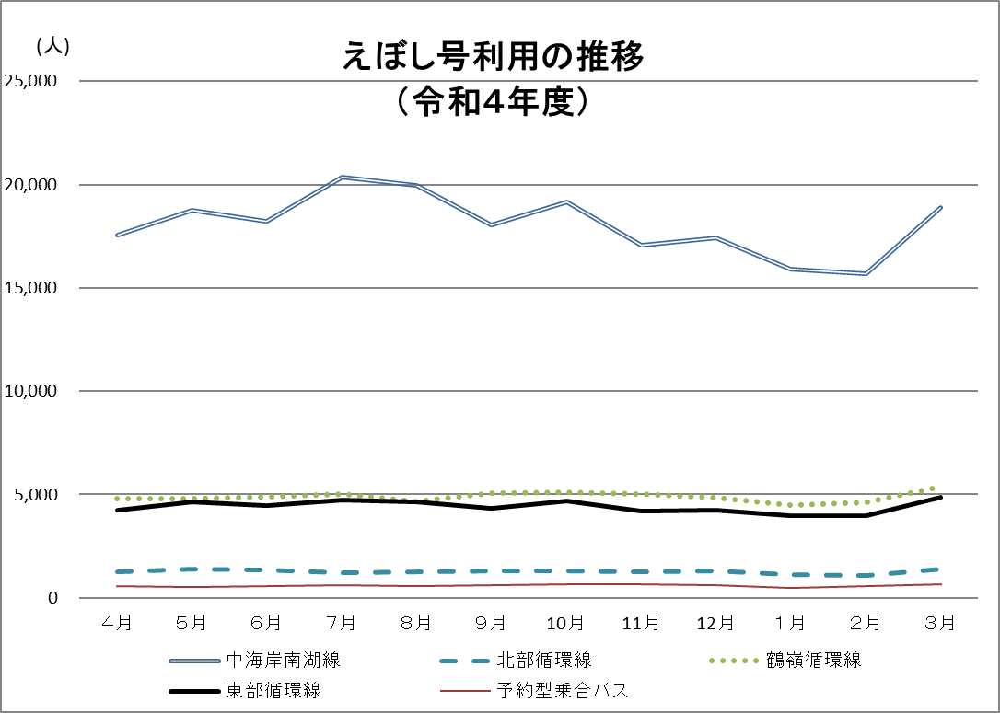 (人)
えぼし号利用の推移
（令和４年度）
25,000
20,000
15,000
10,000
5,000
0
４月 ５月 ６月 ７月 ８月 ９月 10月 11月 12月 １月 ２月 ３月
中海岸南湖線 北部循環線 鶴嶺循環線
東部循環線 予約型乗合バス